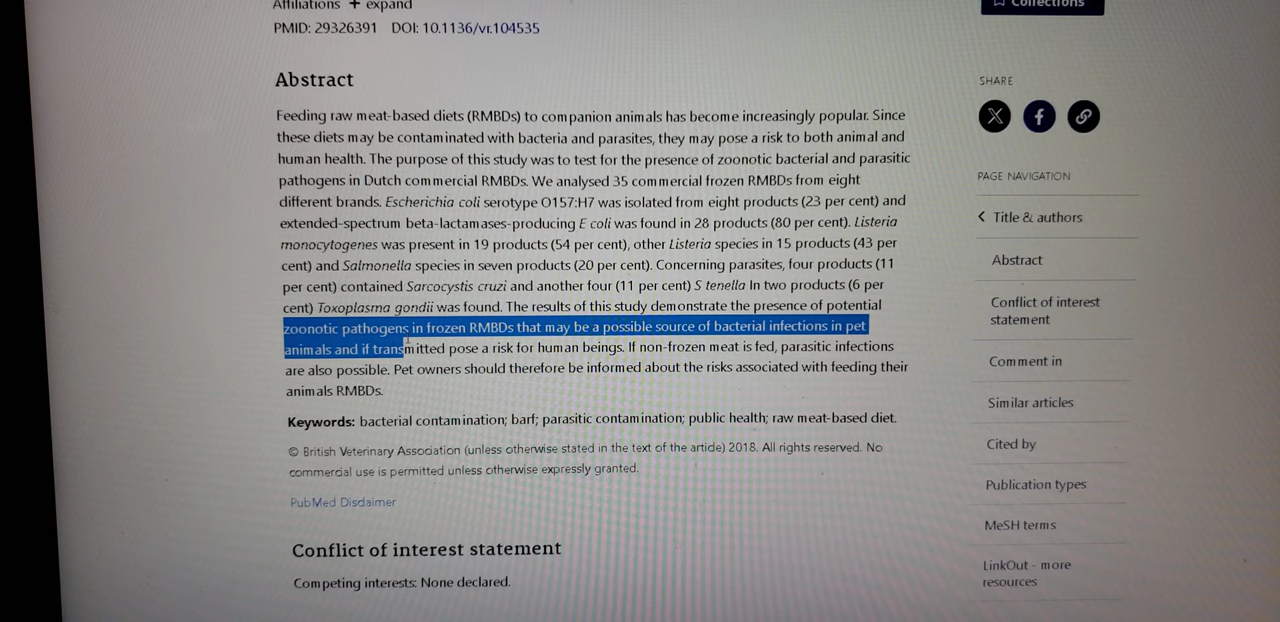 Affiliations + expand
PMID: 29326391 DOI: 10.1136/vr.104535
Abstract
Feeding raw meat-based diets (RMBDs) to companion animals has become increasingly popular. Since
these diets may be contaminated with bacteria and parasites, they may pose a risk to both animal and
human health. The purpose of this study was to test for the presence of zoonotic bacterial and parasitic
pathogens in Dutch commercial RMBDs. We analysed 35 commercial frozen RMBDs from eight
different brands. Escherichia coli serotype O157:H7 was isolated from eight products (23 per cent) and
extended-spectrum beta-lactamases-producing E coli was found in 28 products (80 per cent). Listeria
monocytogenes was present in 19 products (54 per cent), other Listeria species in 15 products (43 per
cent) and Salmonella species in seven products (20 per cent). Concerning parasites, four products (11
per cent) contained Sarcocystis cruzi and another four (11 per cent) S tenella In two products (6 per
cent) Toxoplasma gondii was found. The results of this study demonstrate the presence of potential
zoonotic pathogens in frozen RMBDs that may be a possible source of bacterial infections in pet
animals and if transmitted pose a risk for human beings. If non-frozen meat is fed, parasitic infections
are also possible. Pet owners should therefore be informed about the risks associated with feeding their
animals RMBDs.
Keywords: bacterial contamination; barf; parasitic contamination; public health; raw meat-based diet.
© British Veterinary Association (unless otherwise stated in the text of the article) 2018. All rights reserved. No
commercial use is permitted unless otherwise expressly granted.
PubMed Disclaimer
Conflict of interest statement
Competing interests: None declared.
Collections
SHARE
PAGE NAVIGATION
Title & authors
Abstract
Conflict of interest
statement
Comment in
Similar articles
Cited by
Publication types
MeSH terms
LinkOut - more
resources